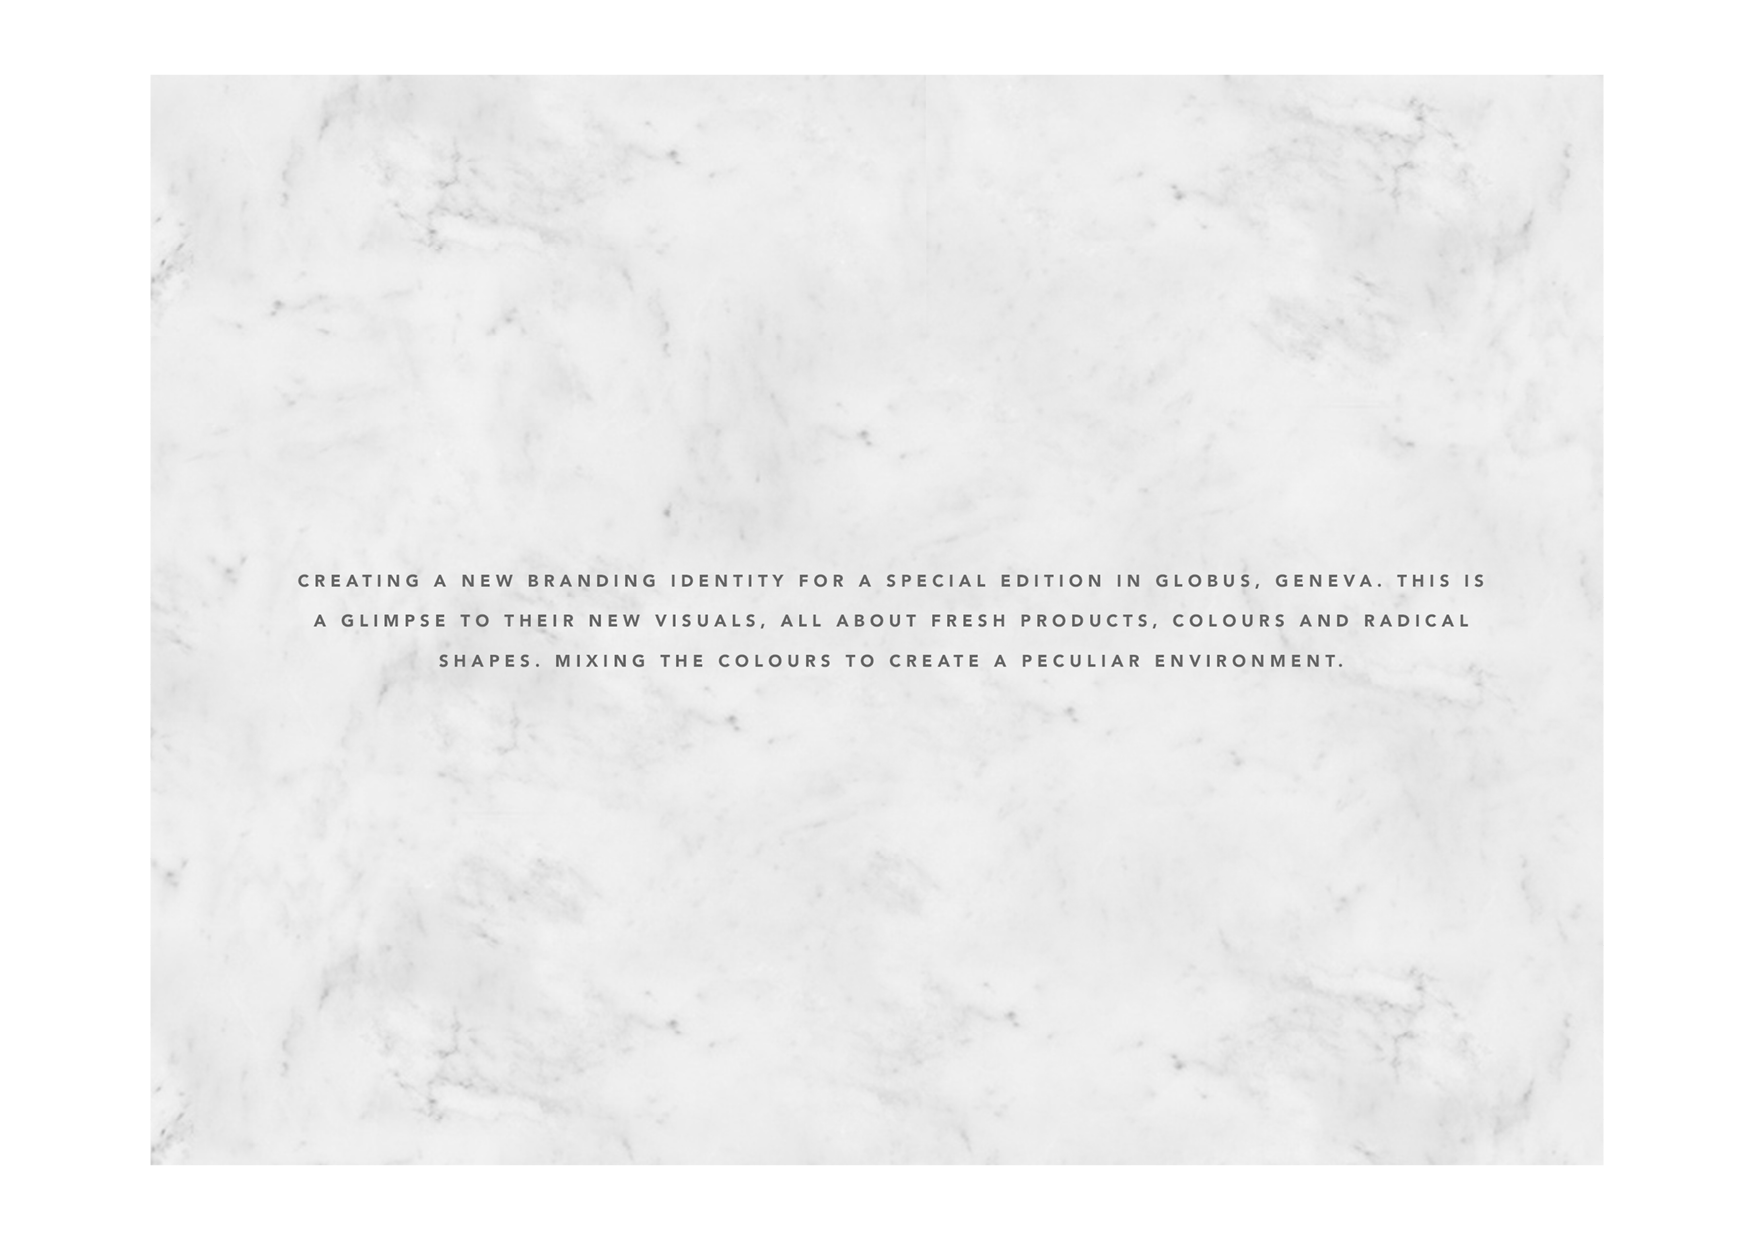 CREATING A NEW BRANDING IDENTITY FOR A SPECIAL EDITION IN GLOBUS, GENEVA. THIS IS
A GLIMPSE TO THEIR NEW VISUALS, ALL ABOUT FRESH PRODUCTS, COLOURS AND RADICAL
SHAPES. MIXING THE COLOURS TO CREATE A PECULIAR ENVIRONMENT.